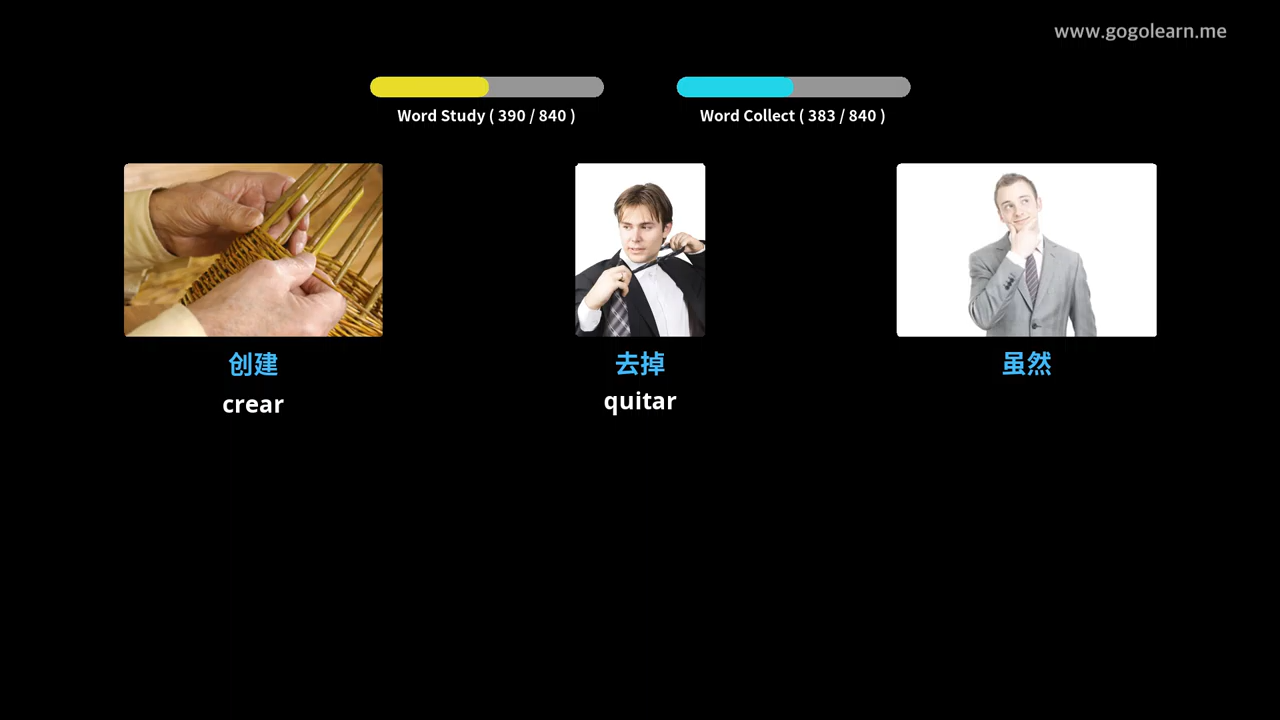 www.gogolearn.me
Word Study ( 390 / 840 )
Word Collect ( 383 / 840 )
创建
去掉
虽然
crear
quitar